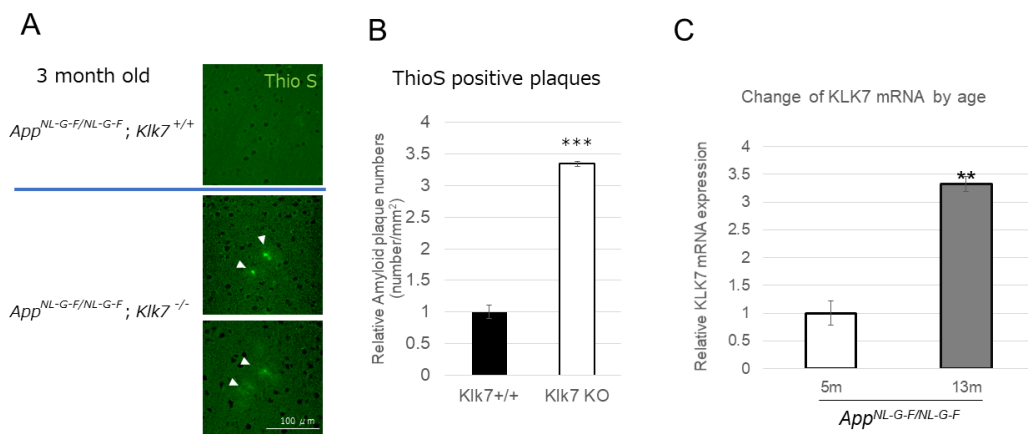 A
3 month old
Thio S
App^NL-G-F/NL-G-F ; Klk7 +/+
App^NL-G-F/NL-G-F ; Klk7 -/-
100 μm
B
ThioS positive plaques
Relative Amyloid plaque numbers
(number/mm²)
4
3.5
3
2.5
2
1.5
1
0.5
0
***
Klk7+/+ Klk7 KO
C
Change of KLK7 mRNA by age
Relative KLK7 mRNA expression
4
3.5
3
2.5
2
1.5
1
0.5
0
**
5m 13m
App^NL-G-F/NL-G-F